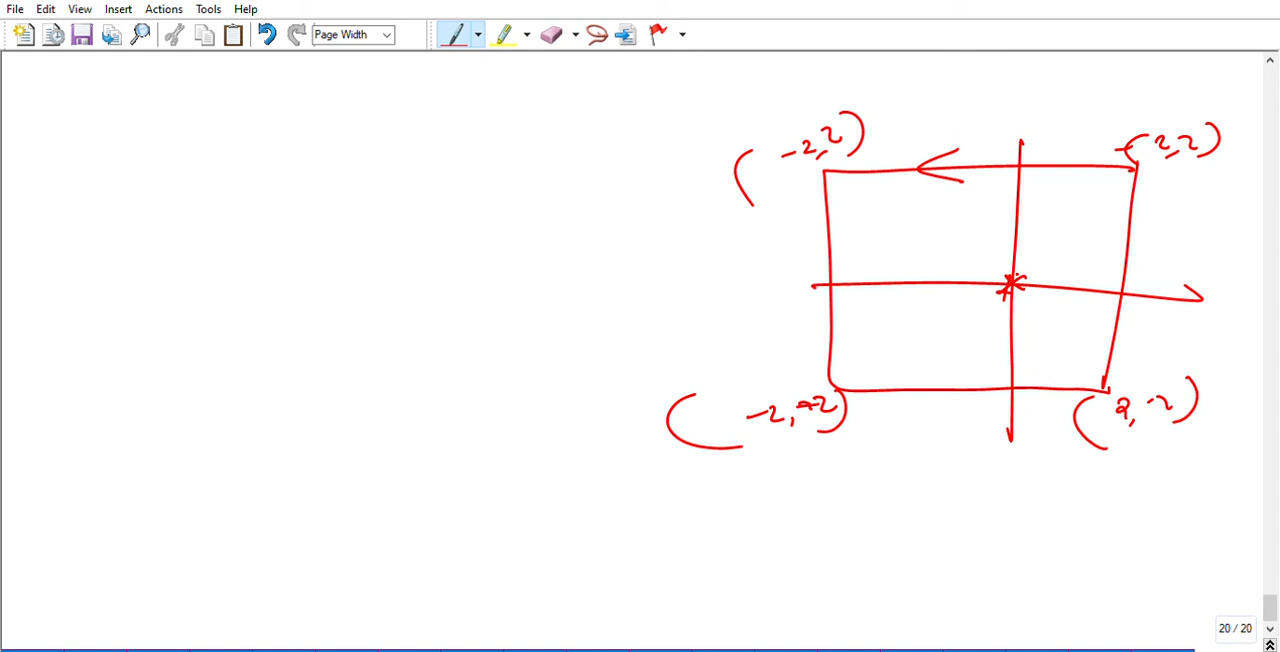 File Edit View Insert Actions Tools Help
Page Width
(-2,2) (2,2)
(-2,-2) (2,-2)
20 / 20